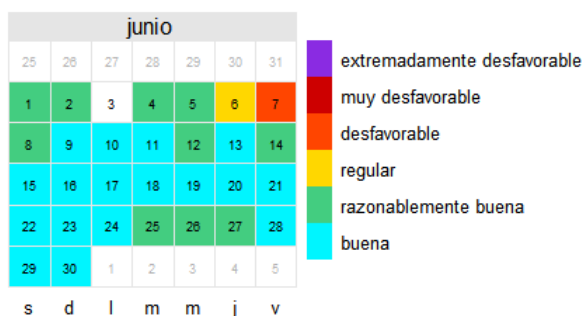 junio
25 26 27 28 29 30 31
1 2 3 4 5 6 7
8 9 10 11 12 13 14
15 16 17 18 19 20 21
22 23 24 25 26 27 28
29 30 1 2 3 4 5
s d l m m j v
extremadamente desfavorable
muy desfavorable
desfavorable
regular
razonablemente buena
buena